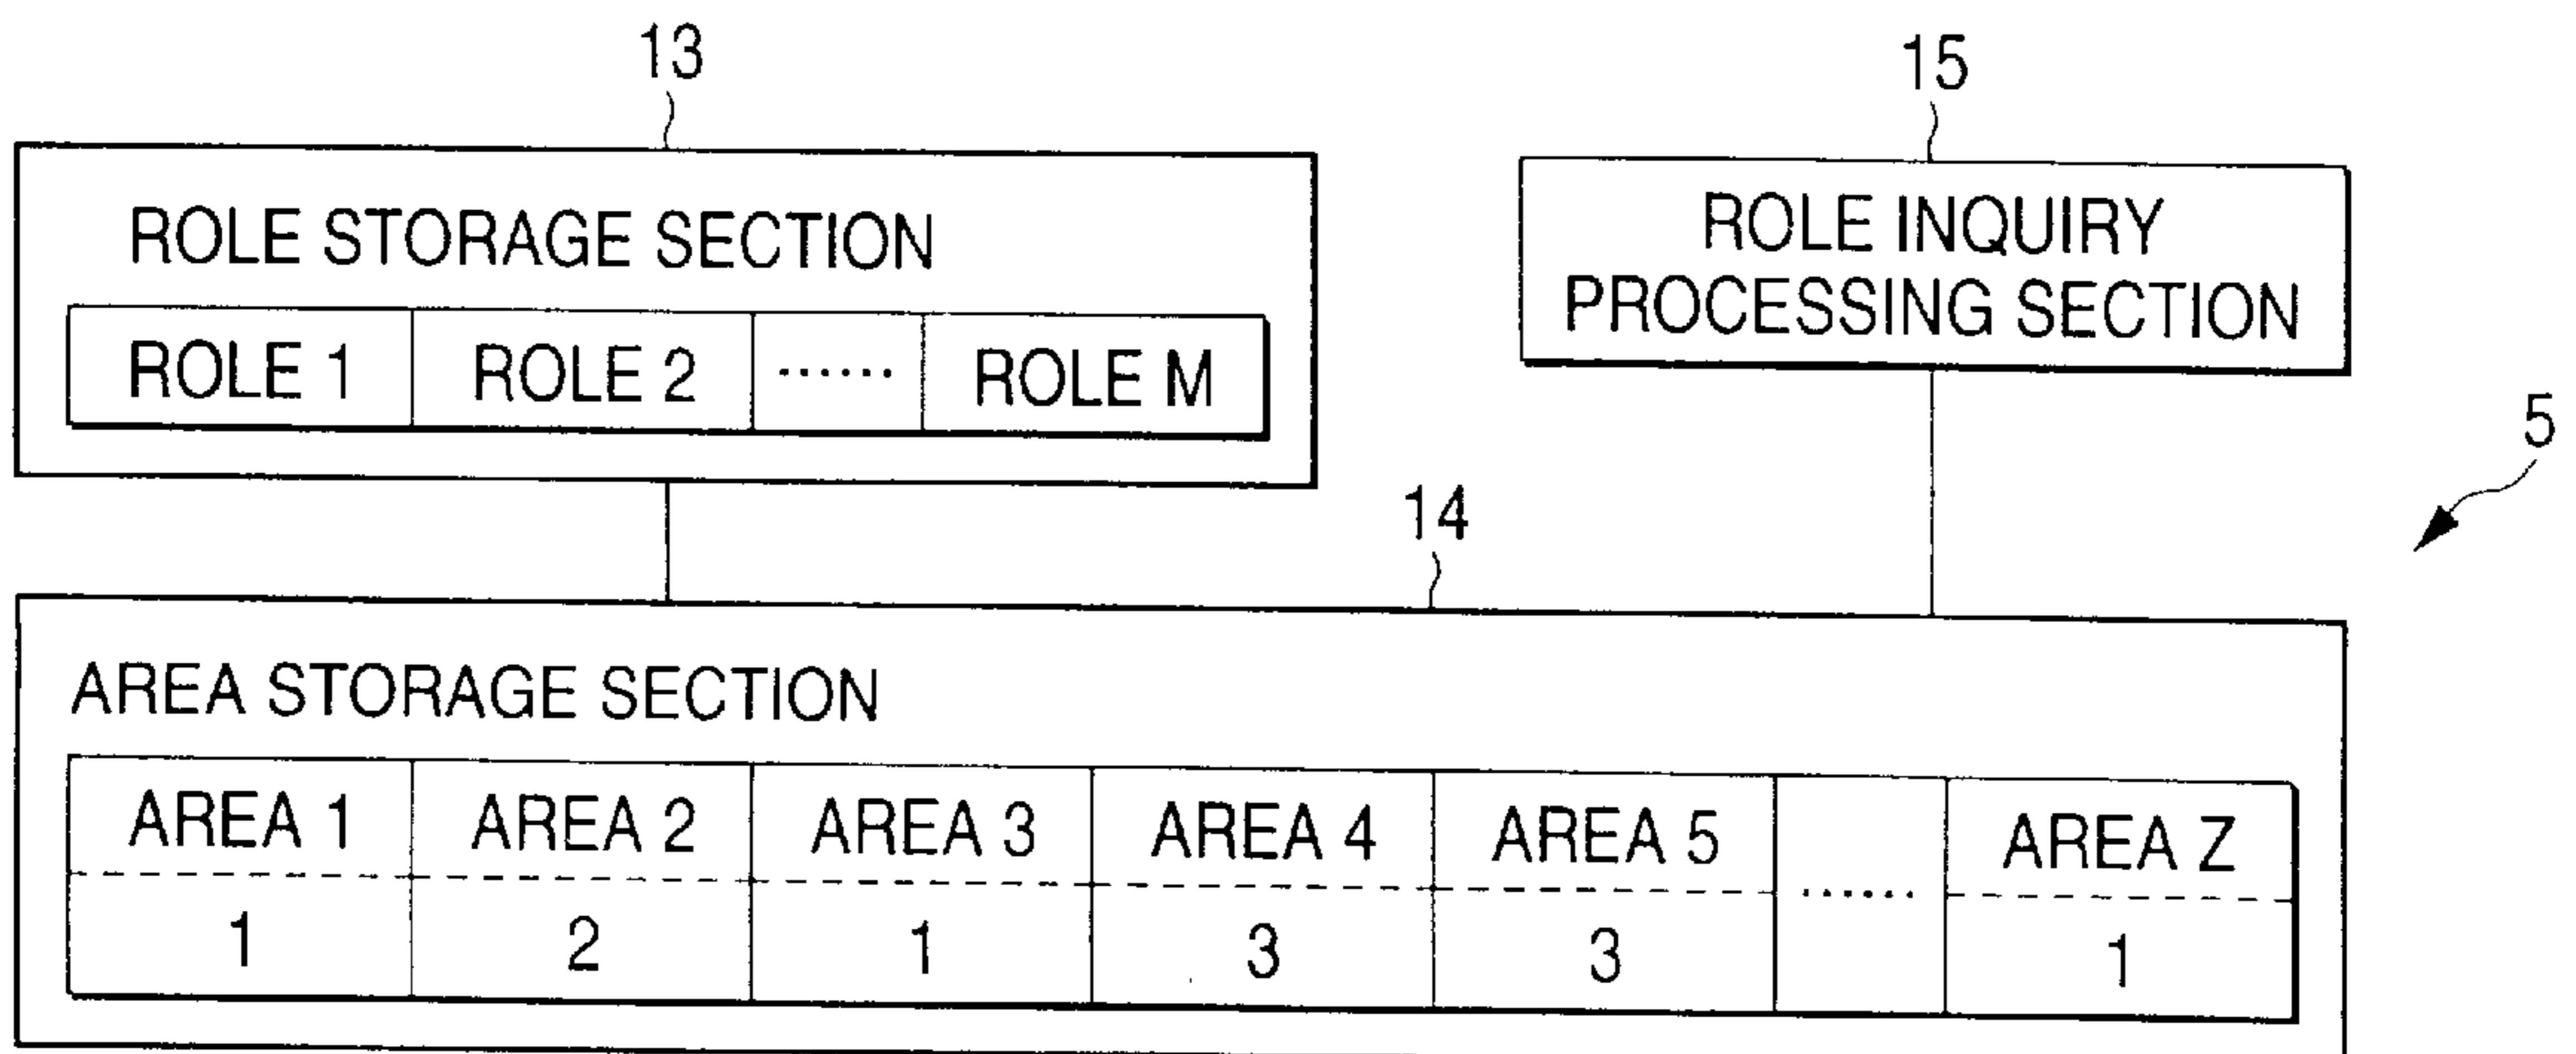 13
15
ROLE STORAGE SECTION
ROLE 1 ROLE 2 ...... ROLE M
ROLE INQUIRY
PROCESSING SECTION
5
14
AREA STORAGE SECTION
AREA 1 AREA 2 AREA 3 AREA 4 AREA 5 ...... AREA Z
1 2 1 3 3 1